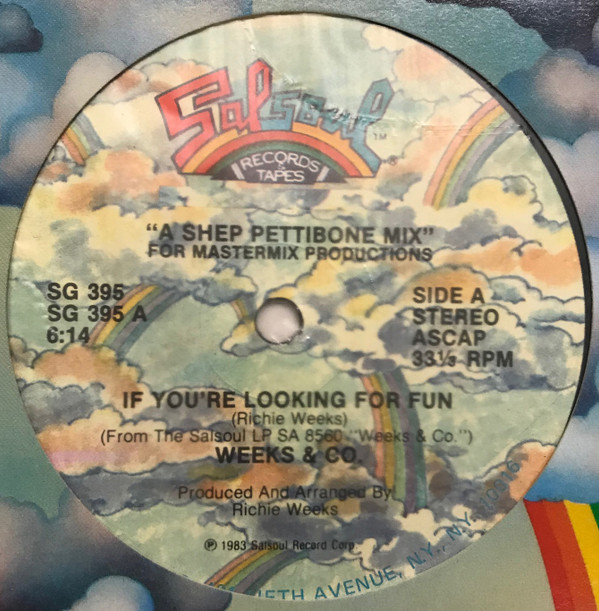 Salsoul
TM
®
RECORDS
&
TAPES
"A SHEP PETTIBONE MIX"
FOR MASTERMIX PRODUCTIONS
SG 395
SG 395 A
6:14
SIDE A
STEREO
ASCAP
33⅓ RPM
IF YOU'RE LOOKING FOR FUN
(Richie Weeks)
(From The Salsoul LP SA 8560 "Weeks & Co.")
WEEKS & CO.
Produced And Arranged By
Richie Weeks
℗ 1983 Salsoul Record Corp.
AVENUE, N.Y., N.Y. 10016